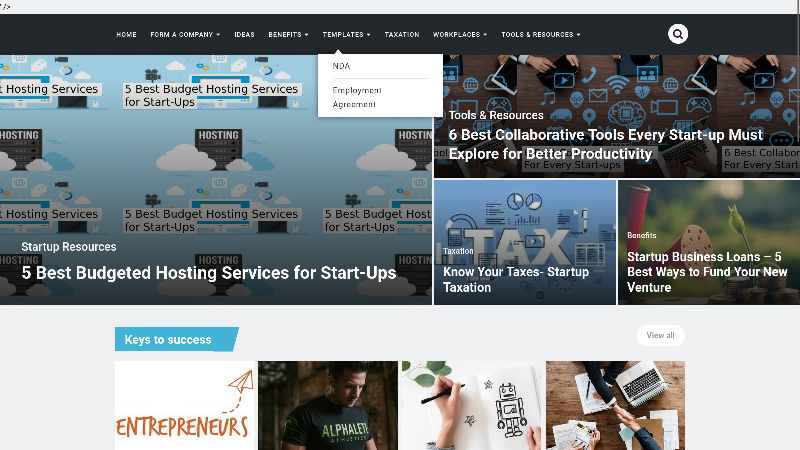 ' />
HOME FORM A COMPANY IDEAS BENEFITS TEMPLATES TAXATION WORKPLACES TOOLS & RESOURCES
NDA
Employment
Agreement
Hosting Services
5 Best Budget Hosting Services
for Start-Ups
HOSTING
HOSTING
5 Best Budget Hosting Services
for Start-Ups
5 Best Budget Host
for Start-Ups
Startup Resources
5 Best Budgeted Hosting Services for Start-Ups
Tools & Resources
6 Best Collaborative Tools Every Start-up Must
Explore for Better Productivity
For Every Start-ups
6 Best Collabor
For Every Start
TAX
Taxation
Know Your Taxes- Startup
Taxation
Benefits
Startup Business Loans – 5
Best Ways to Fund Your New
Venture
Keys to success
View all
ENTREPRENEURS
ALPHALETE
ATHLETICS